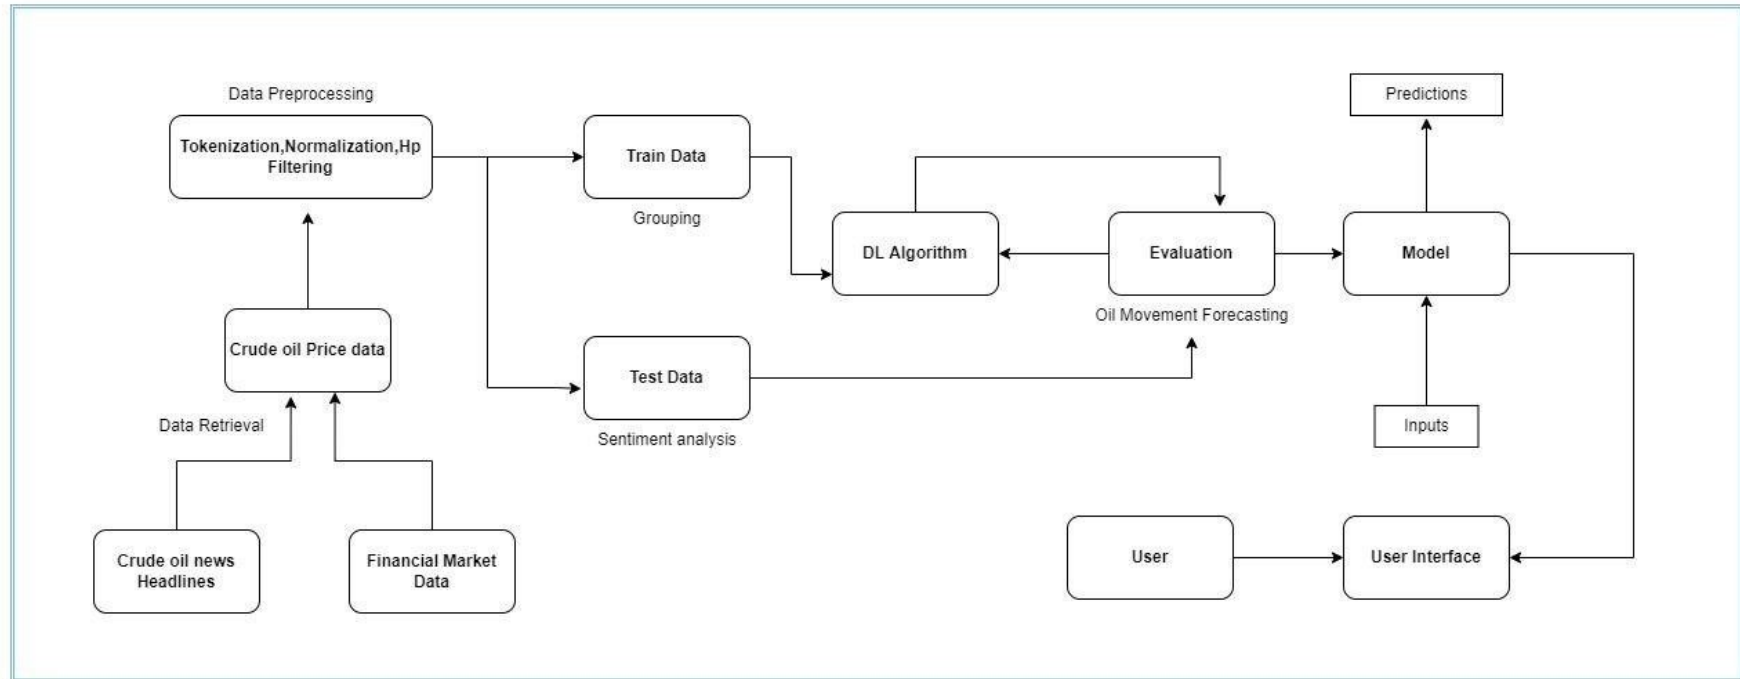 Data Preprocessing
Tokenization,Normalization,Hp
Filtering
Train Data
Grouping
Predictions
DL Algorithm
Evaluation
Model
Oil Movement Forecasting
Crude oil Price data
Test Data
Sentiment analysis
Data Retrieval
Inputs
Crude oil news
Headlines
Financial Market
Data
User
User Interface